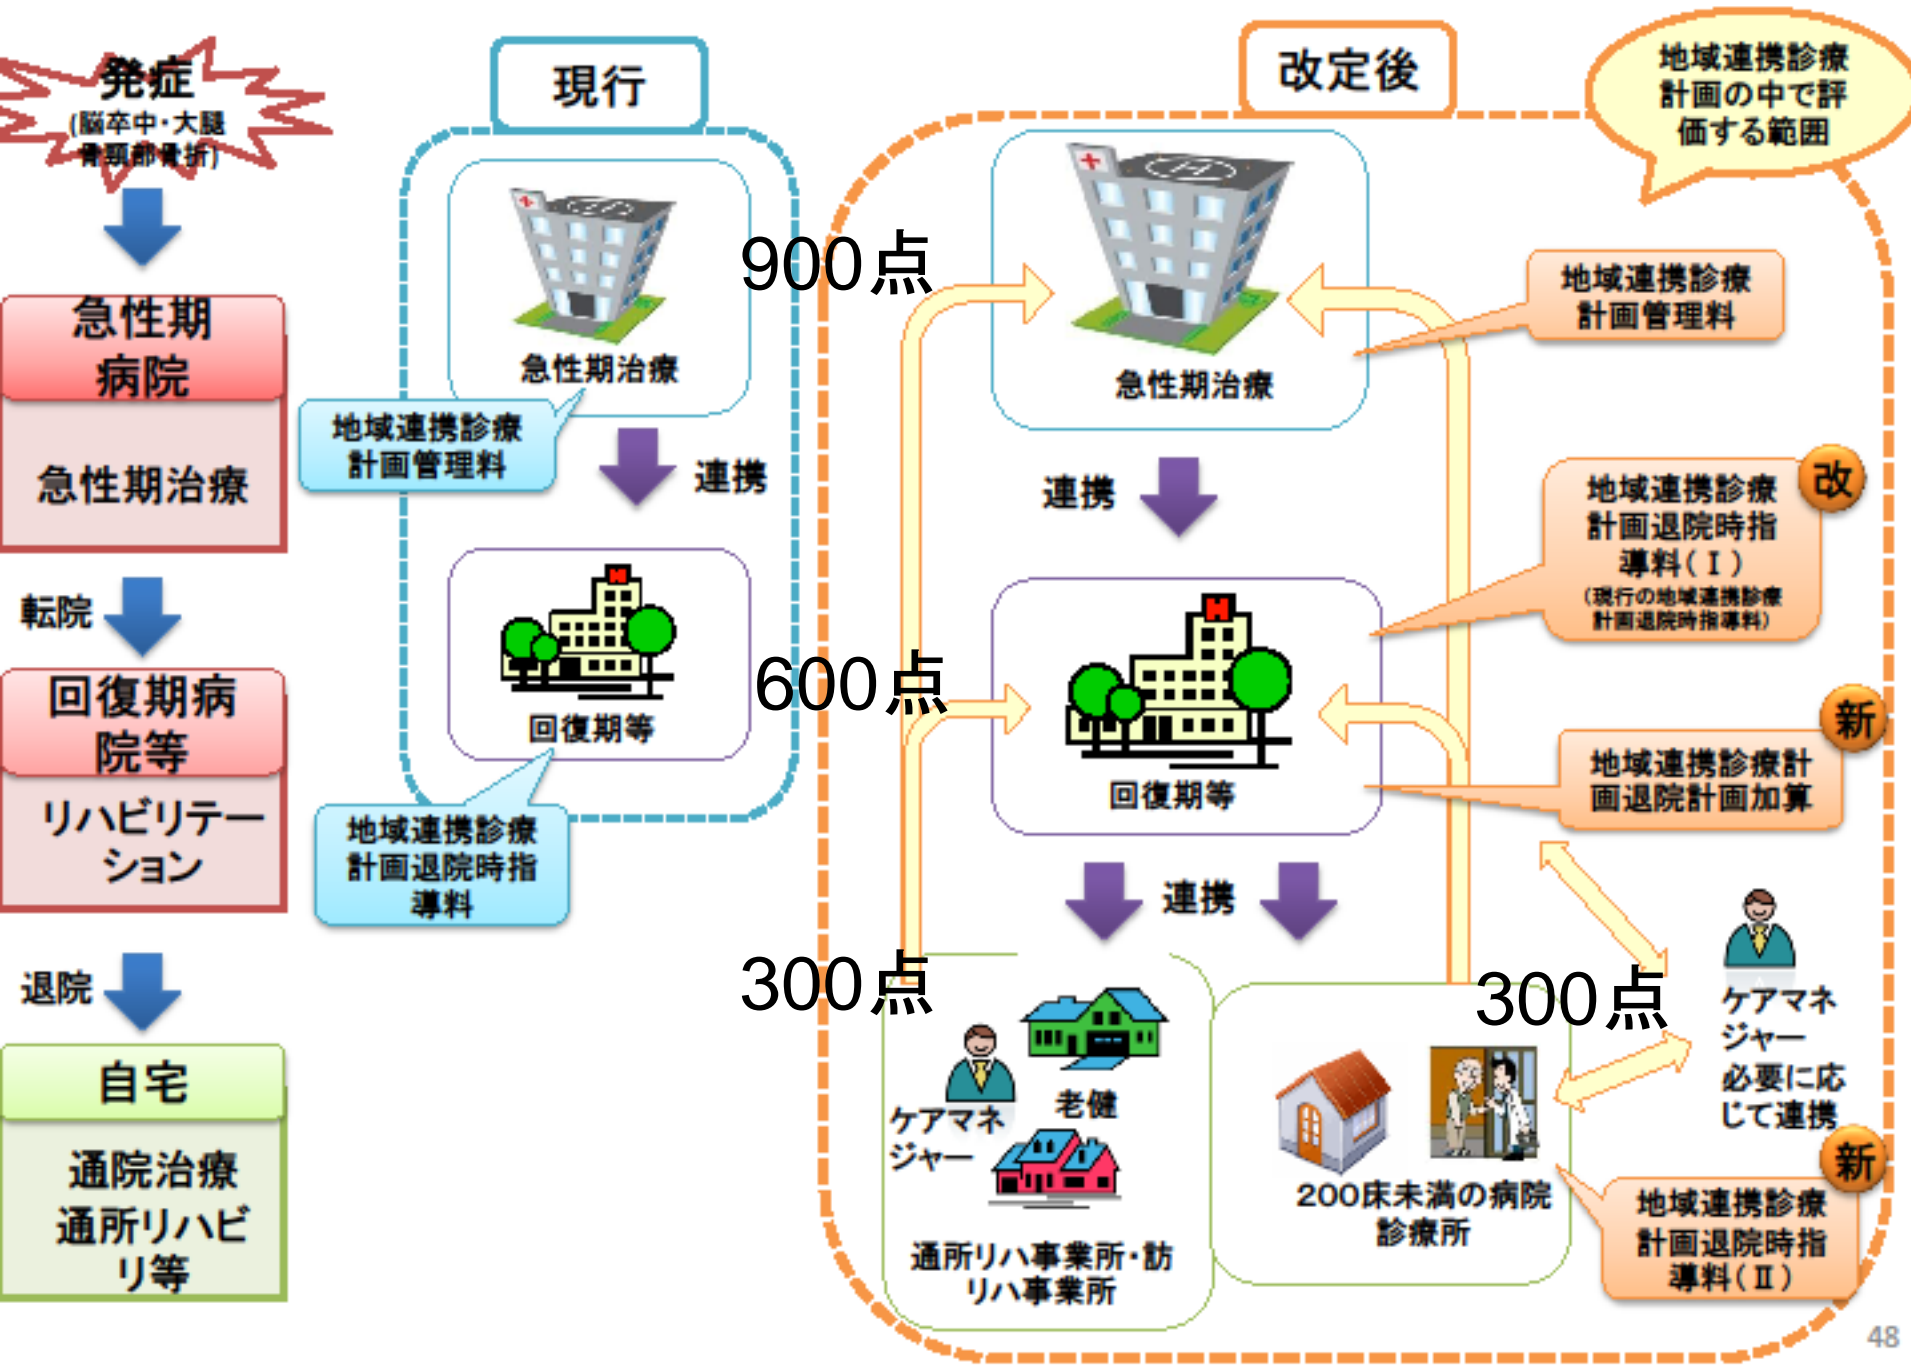 発症
(脳卒中・大腿
骨頸部骨折)
急性期
病院
急性期治療
転院
回復期病
院等
リハビリテー
ション
退院
自宅
通院治療
通所リハビ
リ等
現行
急性期治療
地域連携診療
計画管理料
連携
回復期等
地域連携診療
計画退院時指
導料
改定後
地域連携診療
計画の中で評
価する範囲
900点
急性期治療
地域連携診療
計画管理料
連携
改
地域連携診療
計画退院時指
導料(Ⅰ)
(現行の地域連携診療
計画退院時指導料)
600点
回復期等
新
地域連携診療計
画退院計画加算
連携
300点
ケアマネ
ジャー
老健
通所リハ事業所・訪
リハ事業所
300点
200床未満の病院
診療所
ケアマネ
ジャー
必要に応
じて連携
新
地域連携診療
計画退院時指
導料(Ⅱ)
48